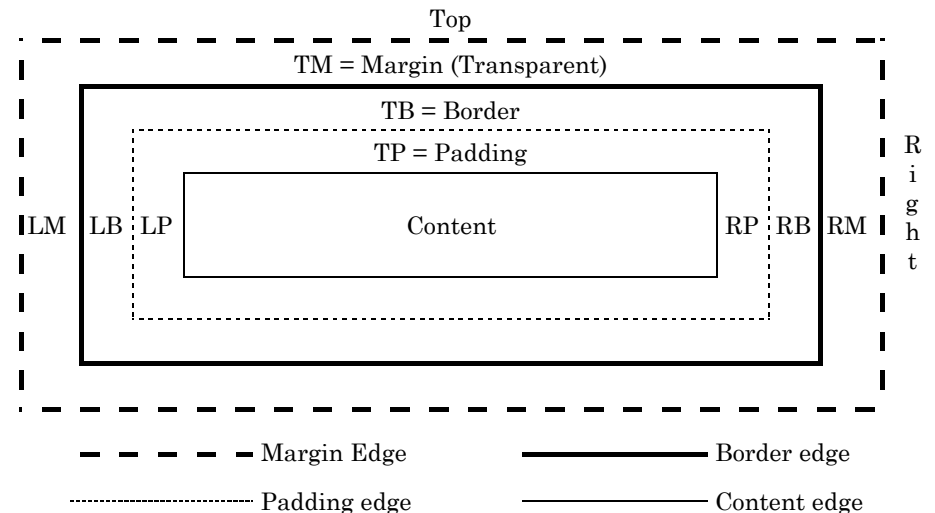 Top
TM = Margin (Transparent)
TB = Border
TP = Padding
LM LB LP Content RP RB RM
Right
Margin Edge Border edge
Padding edge Content edge